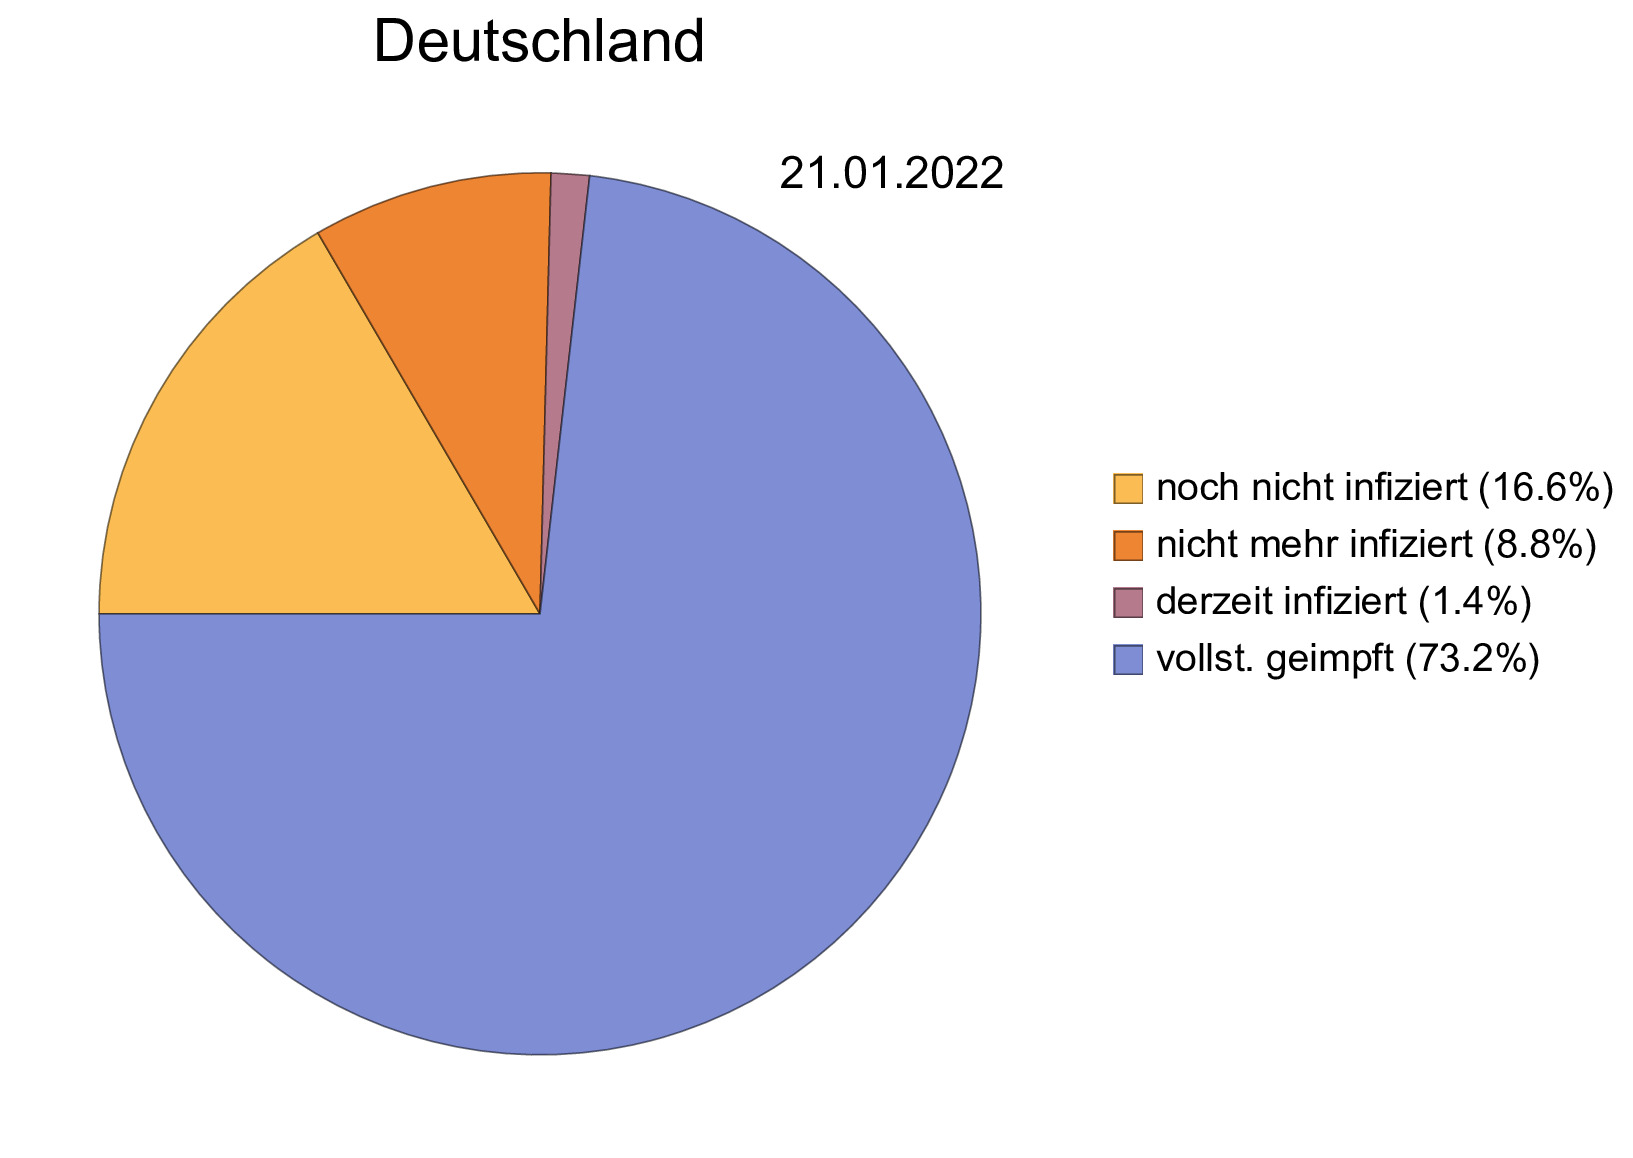 Deutschland
21.01.2022
noch nicht infiziert (16.6%)
nicht mehr infiziert (8.8%)
derzeit infiziert (1.4%)
vollst. geimpft (73.2%)